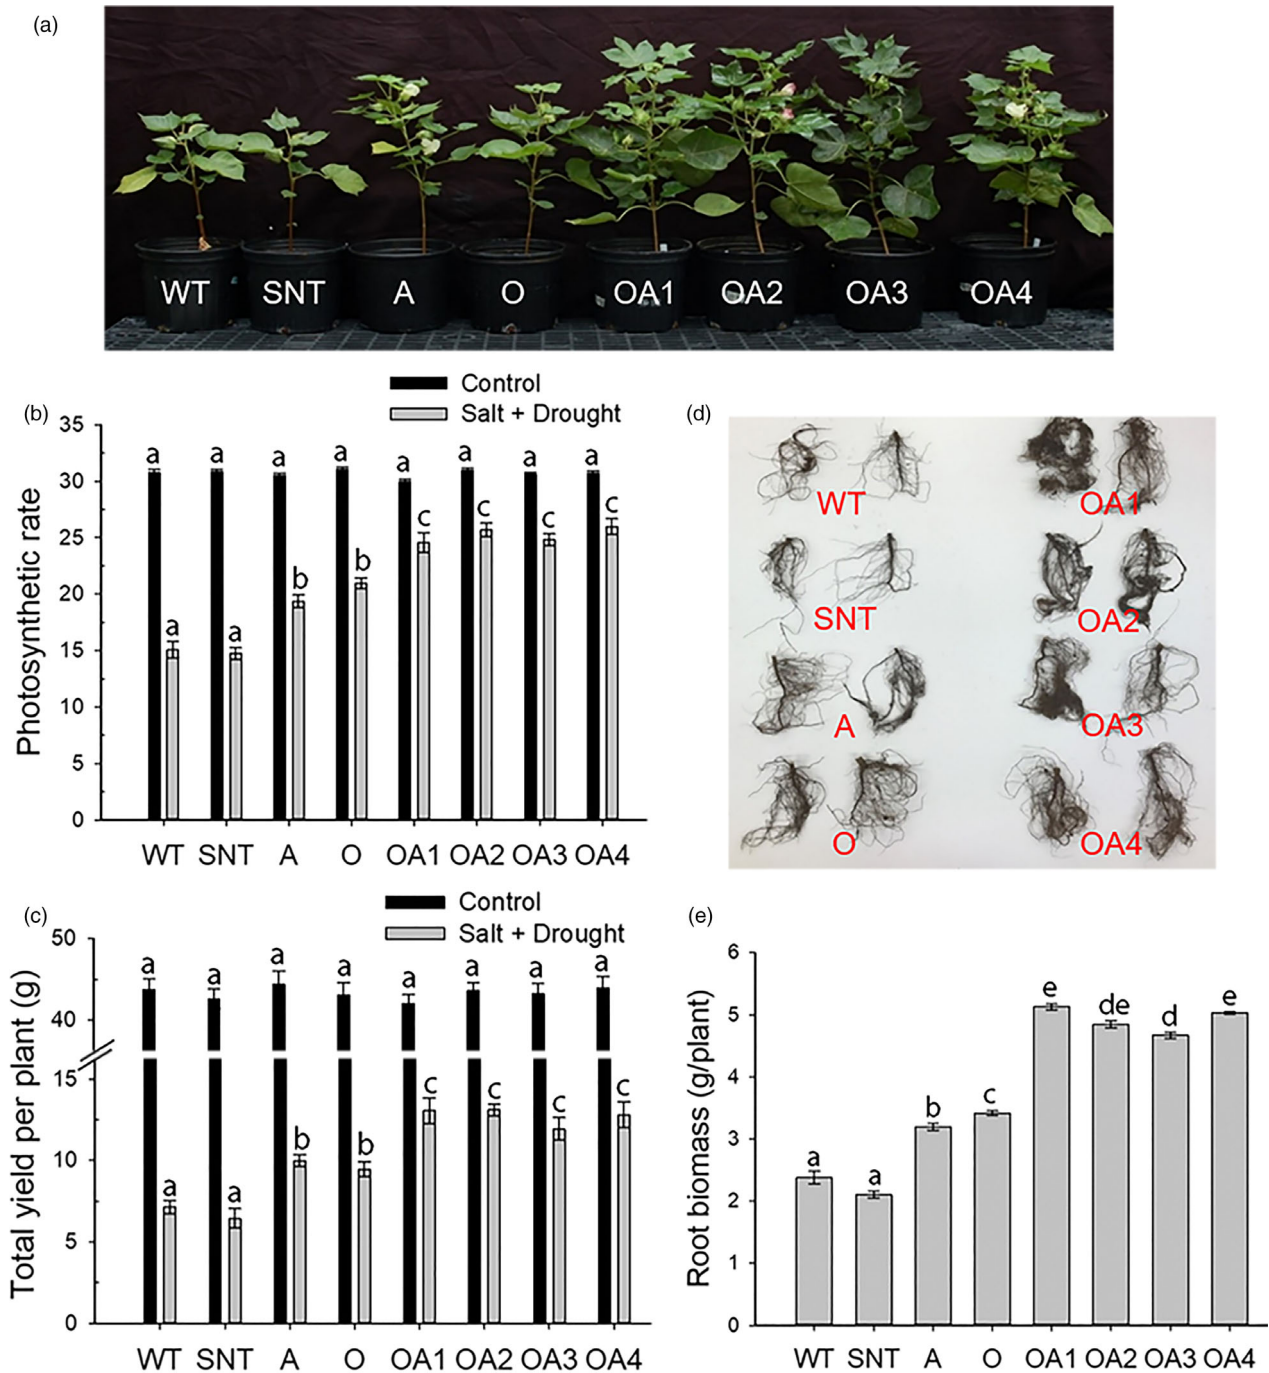 (a)
WT SNT A O OA1 OA2 OA3 OA4
(b)
Control
Salt + Drought
Photosynthetic rate
35
30
25
20
15
10
5
0
a a a a a a a a
a a b b c c c c
WT SNT A O OA1 OA2 OA3 OA4
(d)
WT OA1
SNT OA2
A OA3
O OA4
(c)
Control
Salt + Drought
Total yield per plant (g)
50
40
15
10
5
0
a a a a a a a a
a a b b c c c c
WT SNT A O OA1 OA2 OA3 OA4
(e)
Root biomass (g/plant)
6
5
4
3
2
1
0
a a b c e de d e
WT SNT A O OA1 OA2 OA3 OA4